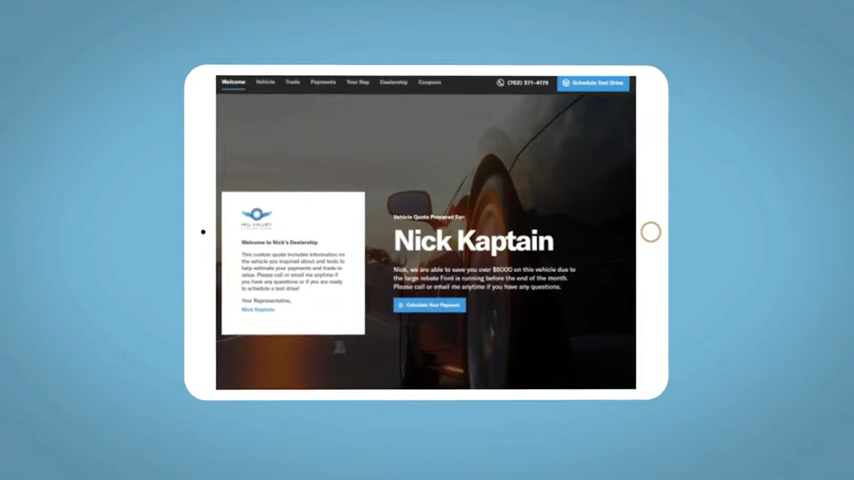 Welcome Vehicle Trade Payments Your Rep Dealership Coupons (702) 271-4176 Schedule Test Drive
Welcome to Nick's Dealership
This custom quote includes information on
the vehicle you inquired about and tools to
help estimate your payments and trade-in
value. Please call or email me anytime if
you have any questions or if you are ready
to schedule a test drive!
Your Representative,
Nick Kaptain
Vehicle Quote Prepared For:
Nick Kaptain
Nick, we are able to save you over $6000 on this vehicle due to
the large rebate Ford is running before the end of the month.
Please call or email me anytime if you have any questions.
Calculate Your Payment